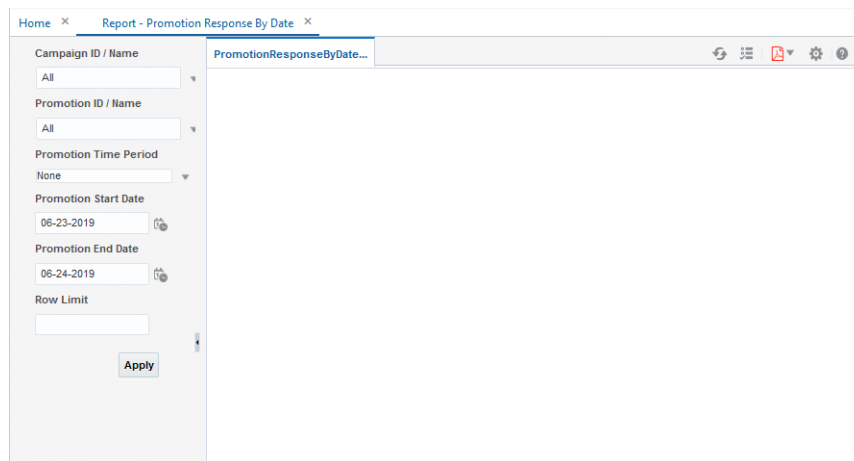 Home × Report - Promotion Response By Date ×
Campaign ID / Name
All
Promotion ID / Name
All
Promotion Time Period
None
Promotion Start Date
06-23-2019
Promotion End Date
06-24-2019
Row Limit
Apply
PromotionResponseByDate...